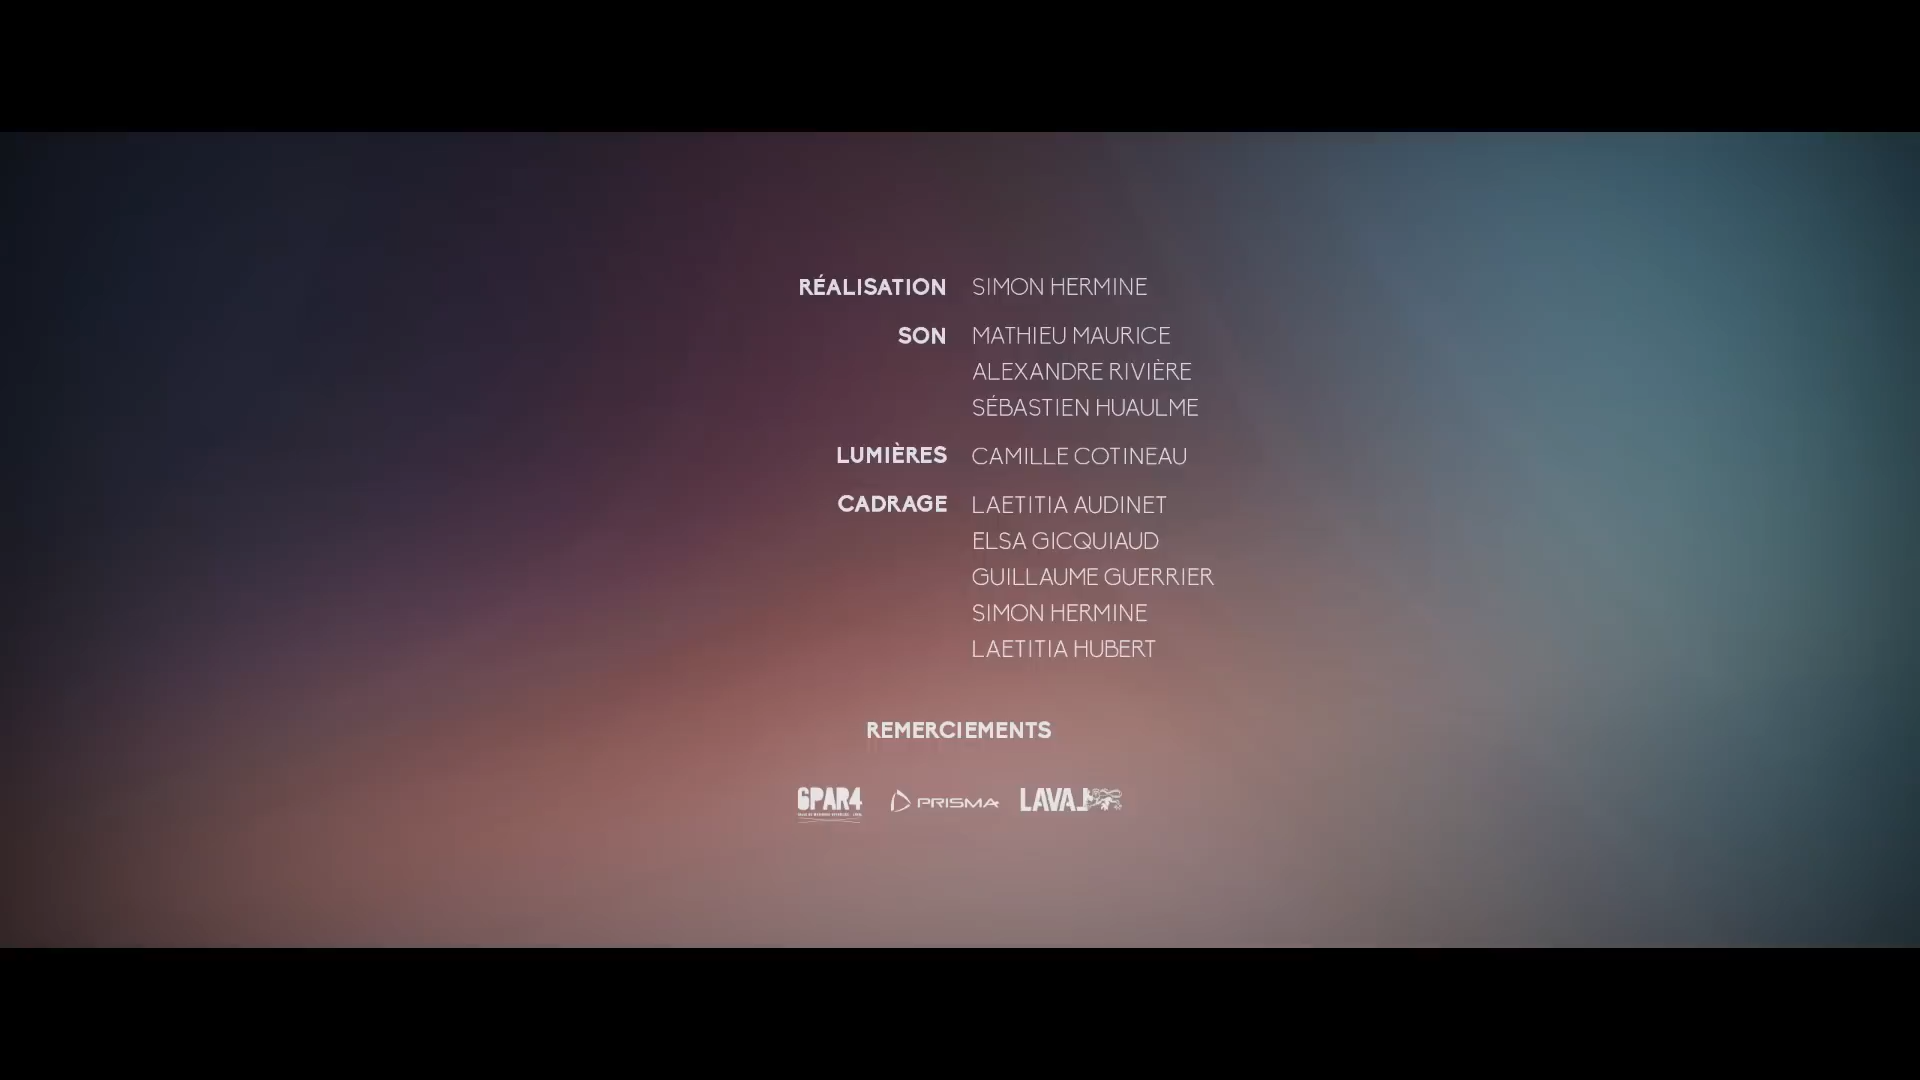 RÉALISATION SIMON HERMINE
SON MATHIEU MAURICE
ALEXANDRE RIVIÈRE
SÉBASTIEN HUAULME
LUMIÈRES CAMILLE COTINEAU
CADRAGE LAETITIA AUDINET
ELSA GICQUIAUD
GUILLAUME GUERRIER
SIMON HERMINE
LAETITIA HUBERT
REMERCIEMENTS
6PAR4 PRISMA LAVAL